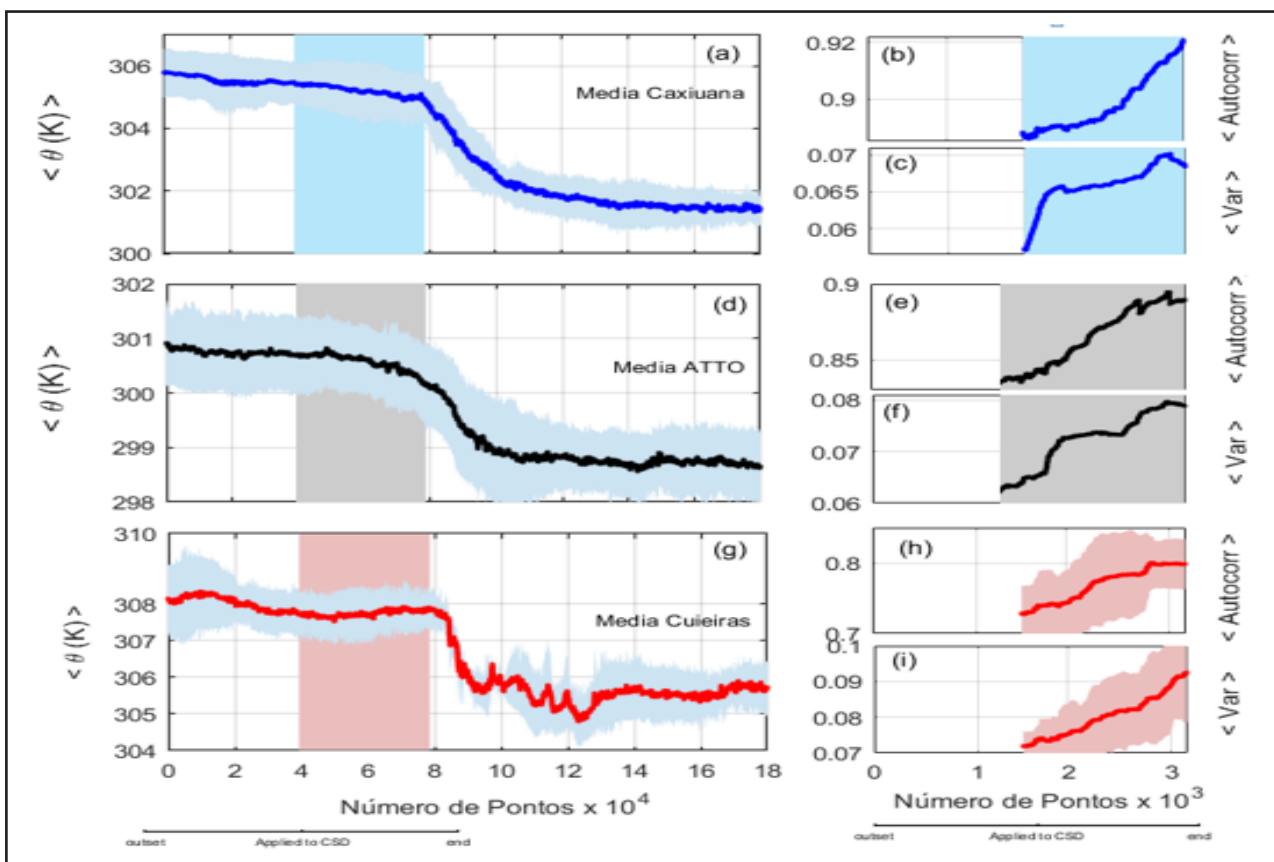 306
304
302
300
< θ (K) >
(a)
Media Caxiuana
(b)
0.92
0.9
< Autocorr >
(c)
0.07
0.065
0.06
< Var >
302
301
300
299
298
< θ (K) >
(d)
Media ATTO
(e)
0.9
0.85
< Autocorr >
(f)
0.08
0.07
0.06
< Var >
310
308
307
306
305
304
< θ (K) >
(g)
Media Cuieiras
(h)
0.8
0.7
< Autocorr >
(i)
0.1
0.09
0.08
0.07
< Var >
0 2 4 6 8 10 12 14 16 18
Número de Pontos x 10⁴
0 1 2 3
Número de Pontos x 10³
outset Applied to CSD end
outset Applied to CSD end